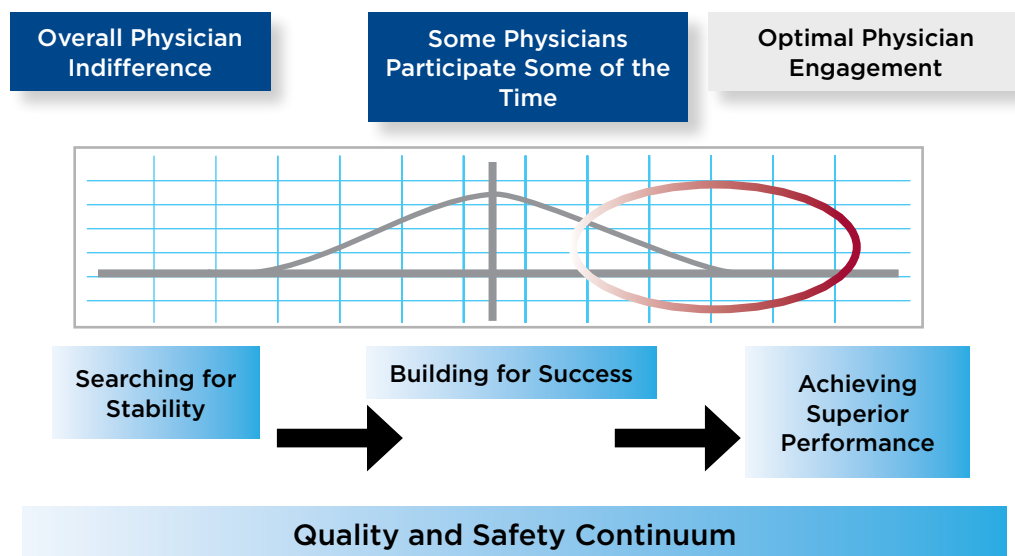 Overall Physician
Indifference
Some Physicians
Participate Some of the
Time
Optimal Physician
Engagement
Searching for
Stability
Building for Success
Achieving
Superior
Performance
Quality and Safety Continuum